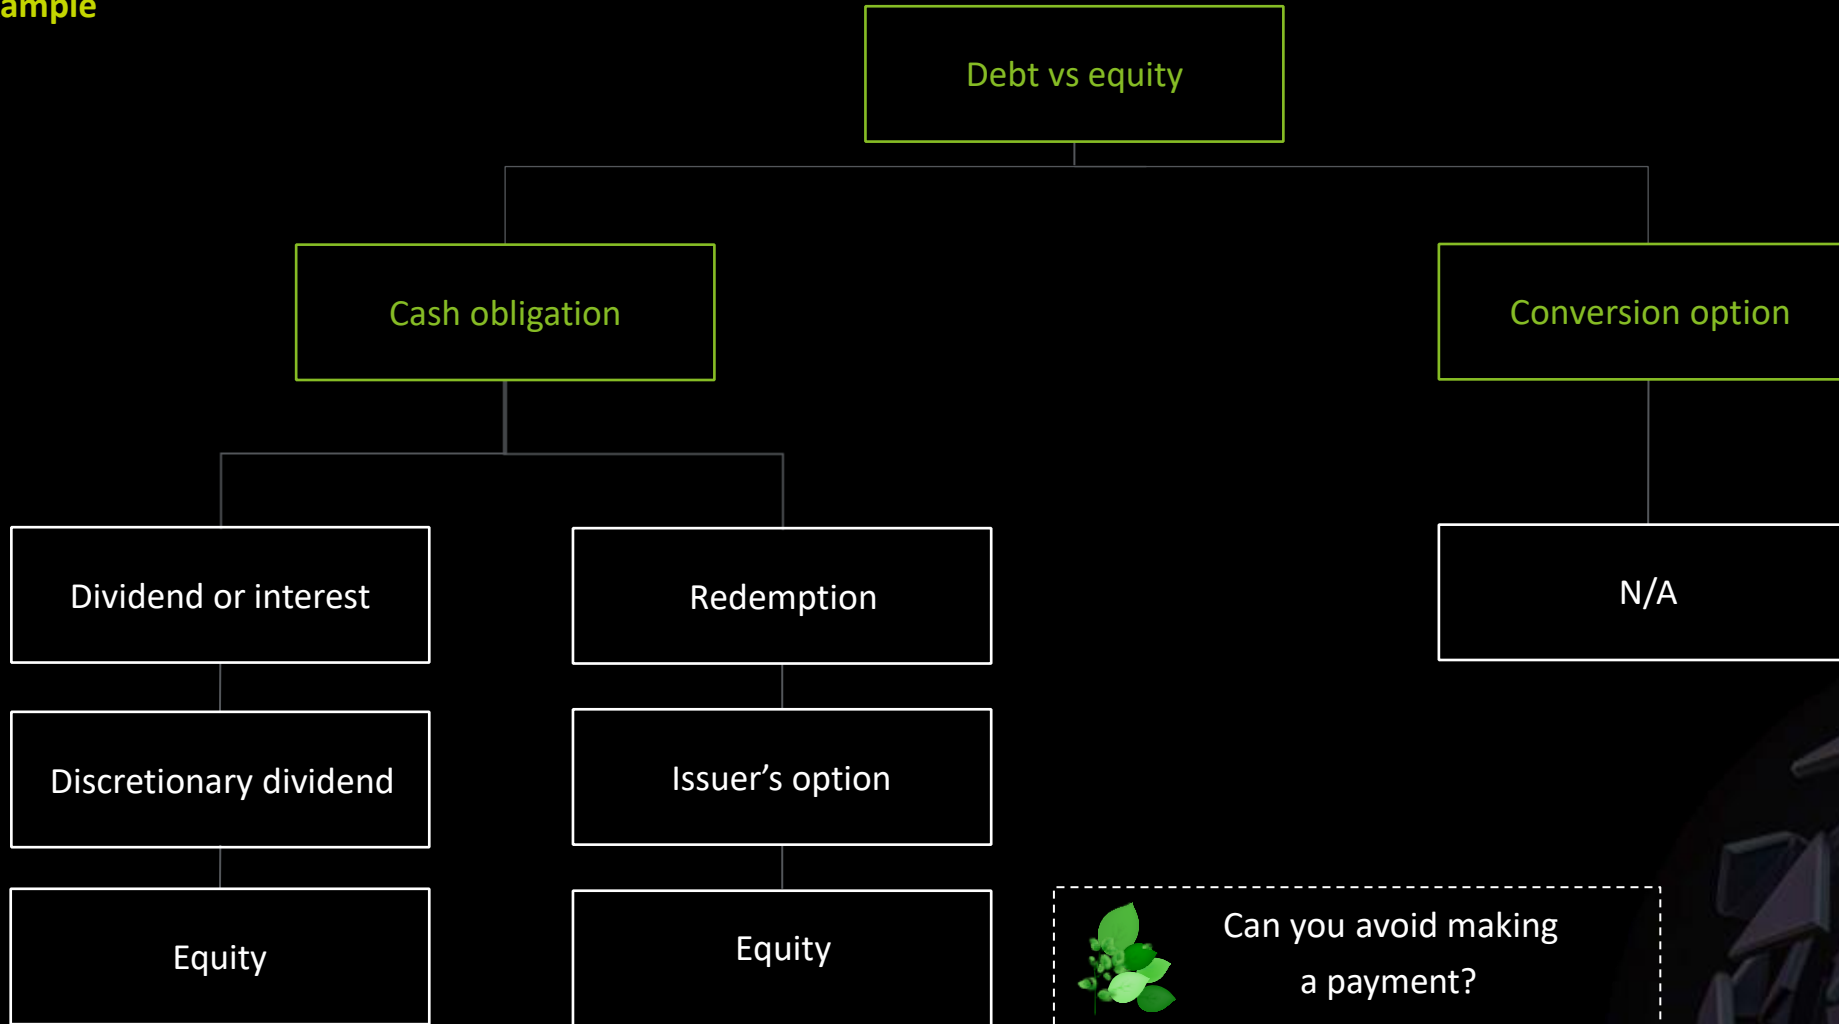 ample
Debt vs equity
Cash obligation
Conversion option
Dividend or interest
Redemption
N/A
Discretionary dividend
Issuer’s option
Equity
Equity
Can you avoid making
a payment?